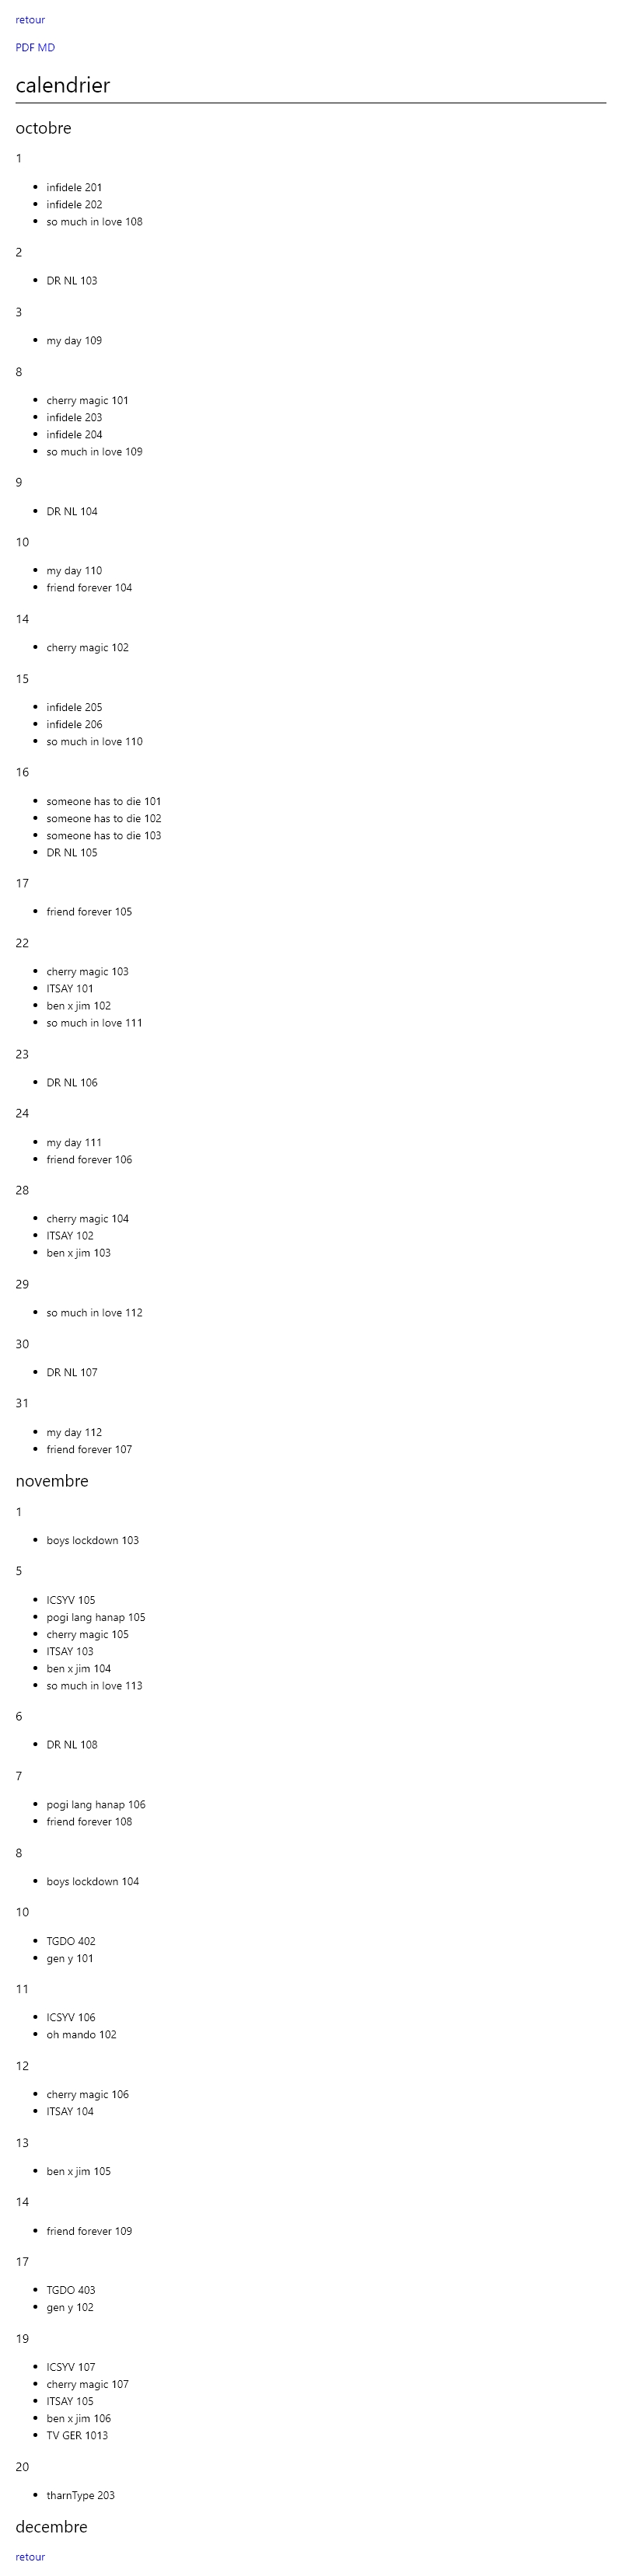 retour
PDF MD
calendrier
octobre
1
infidele 201
infidele 202
so much in love 108
2
DR NL 103
3
my day 109
8
cherry magic 101
infidele 203
infidele 204
so much in love 109
9
DR NL 104
10
my day 110
friend forever 104
14
cherry magic 102
15
infidele 205
infidele 206
so much in love 110
16
someone has to die 101
someone has to die 102
someone has to die 103
DR NL 105
17
friend forever 105
22
cherry magic 103
ITSAY 101
ben x jim 102
so much in love 111
23
DR NL 106
24
my day 111
friend forever 106
28
cherry magic 104
ITSAY 102
ben x jim 103
29
so much in love 112
30
DR NL 107
31
my day 112
friend forever 107
novembre
1
boys lockdown 103
5
ICSYV 105
pogi lang hanap 105
cherry magic 105
ITSAY 103
ben x jim 104
so much in love 113
6
DR NL 108
7
pogi lang hanap 106
friend forever 108
8
boys lockdown 104
10
TGDO 402
gen y 101
11
ICSYV 106
oh mando 102
12
cherry magic 106
ITSAY 104
13
ben x jim 105
14
friend forever 109
17
TGDO 403
gen y 102
19
ICSYV 107
cherry magic 107
ITSAY 105
ben x jim 106
TV GER 1013
20
tharnType 203
decembre
retour